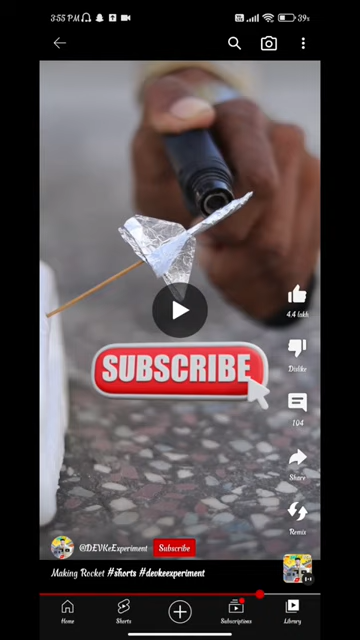 3:55 PM
39%
SUBSCRIBE
4.4 lakh
Dislike
104
Share
Remix
@DEVKeExperiment Subscribe
Making Rocket #shorts #devkeexperiment
Home Shorts Subscriptions Library